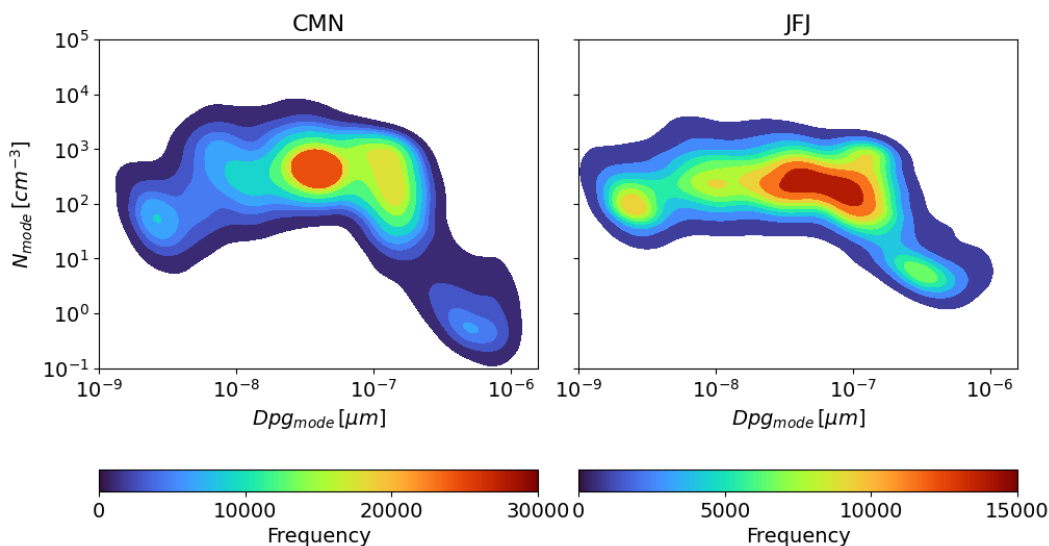 CMN
JFJ
10^5
10^4
10^3
10^2
10^1
10^0
10^-1
N_mode [cm^-3]
10^-9 10^-8 10^-7 10^-6
10^-9 10^-8 10^-7 10^-6
Dpg_mode [μm]
Dpg_mode [μm]
0 10000 20000 30000
0 5000 10000 15000
Frequency
Frequency